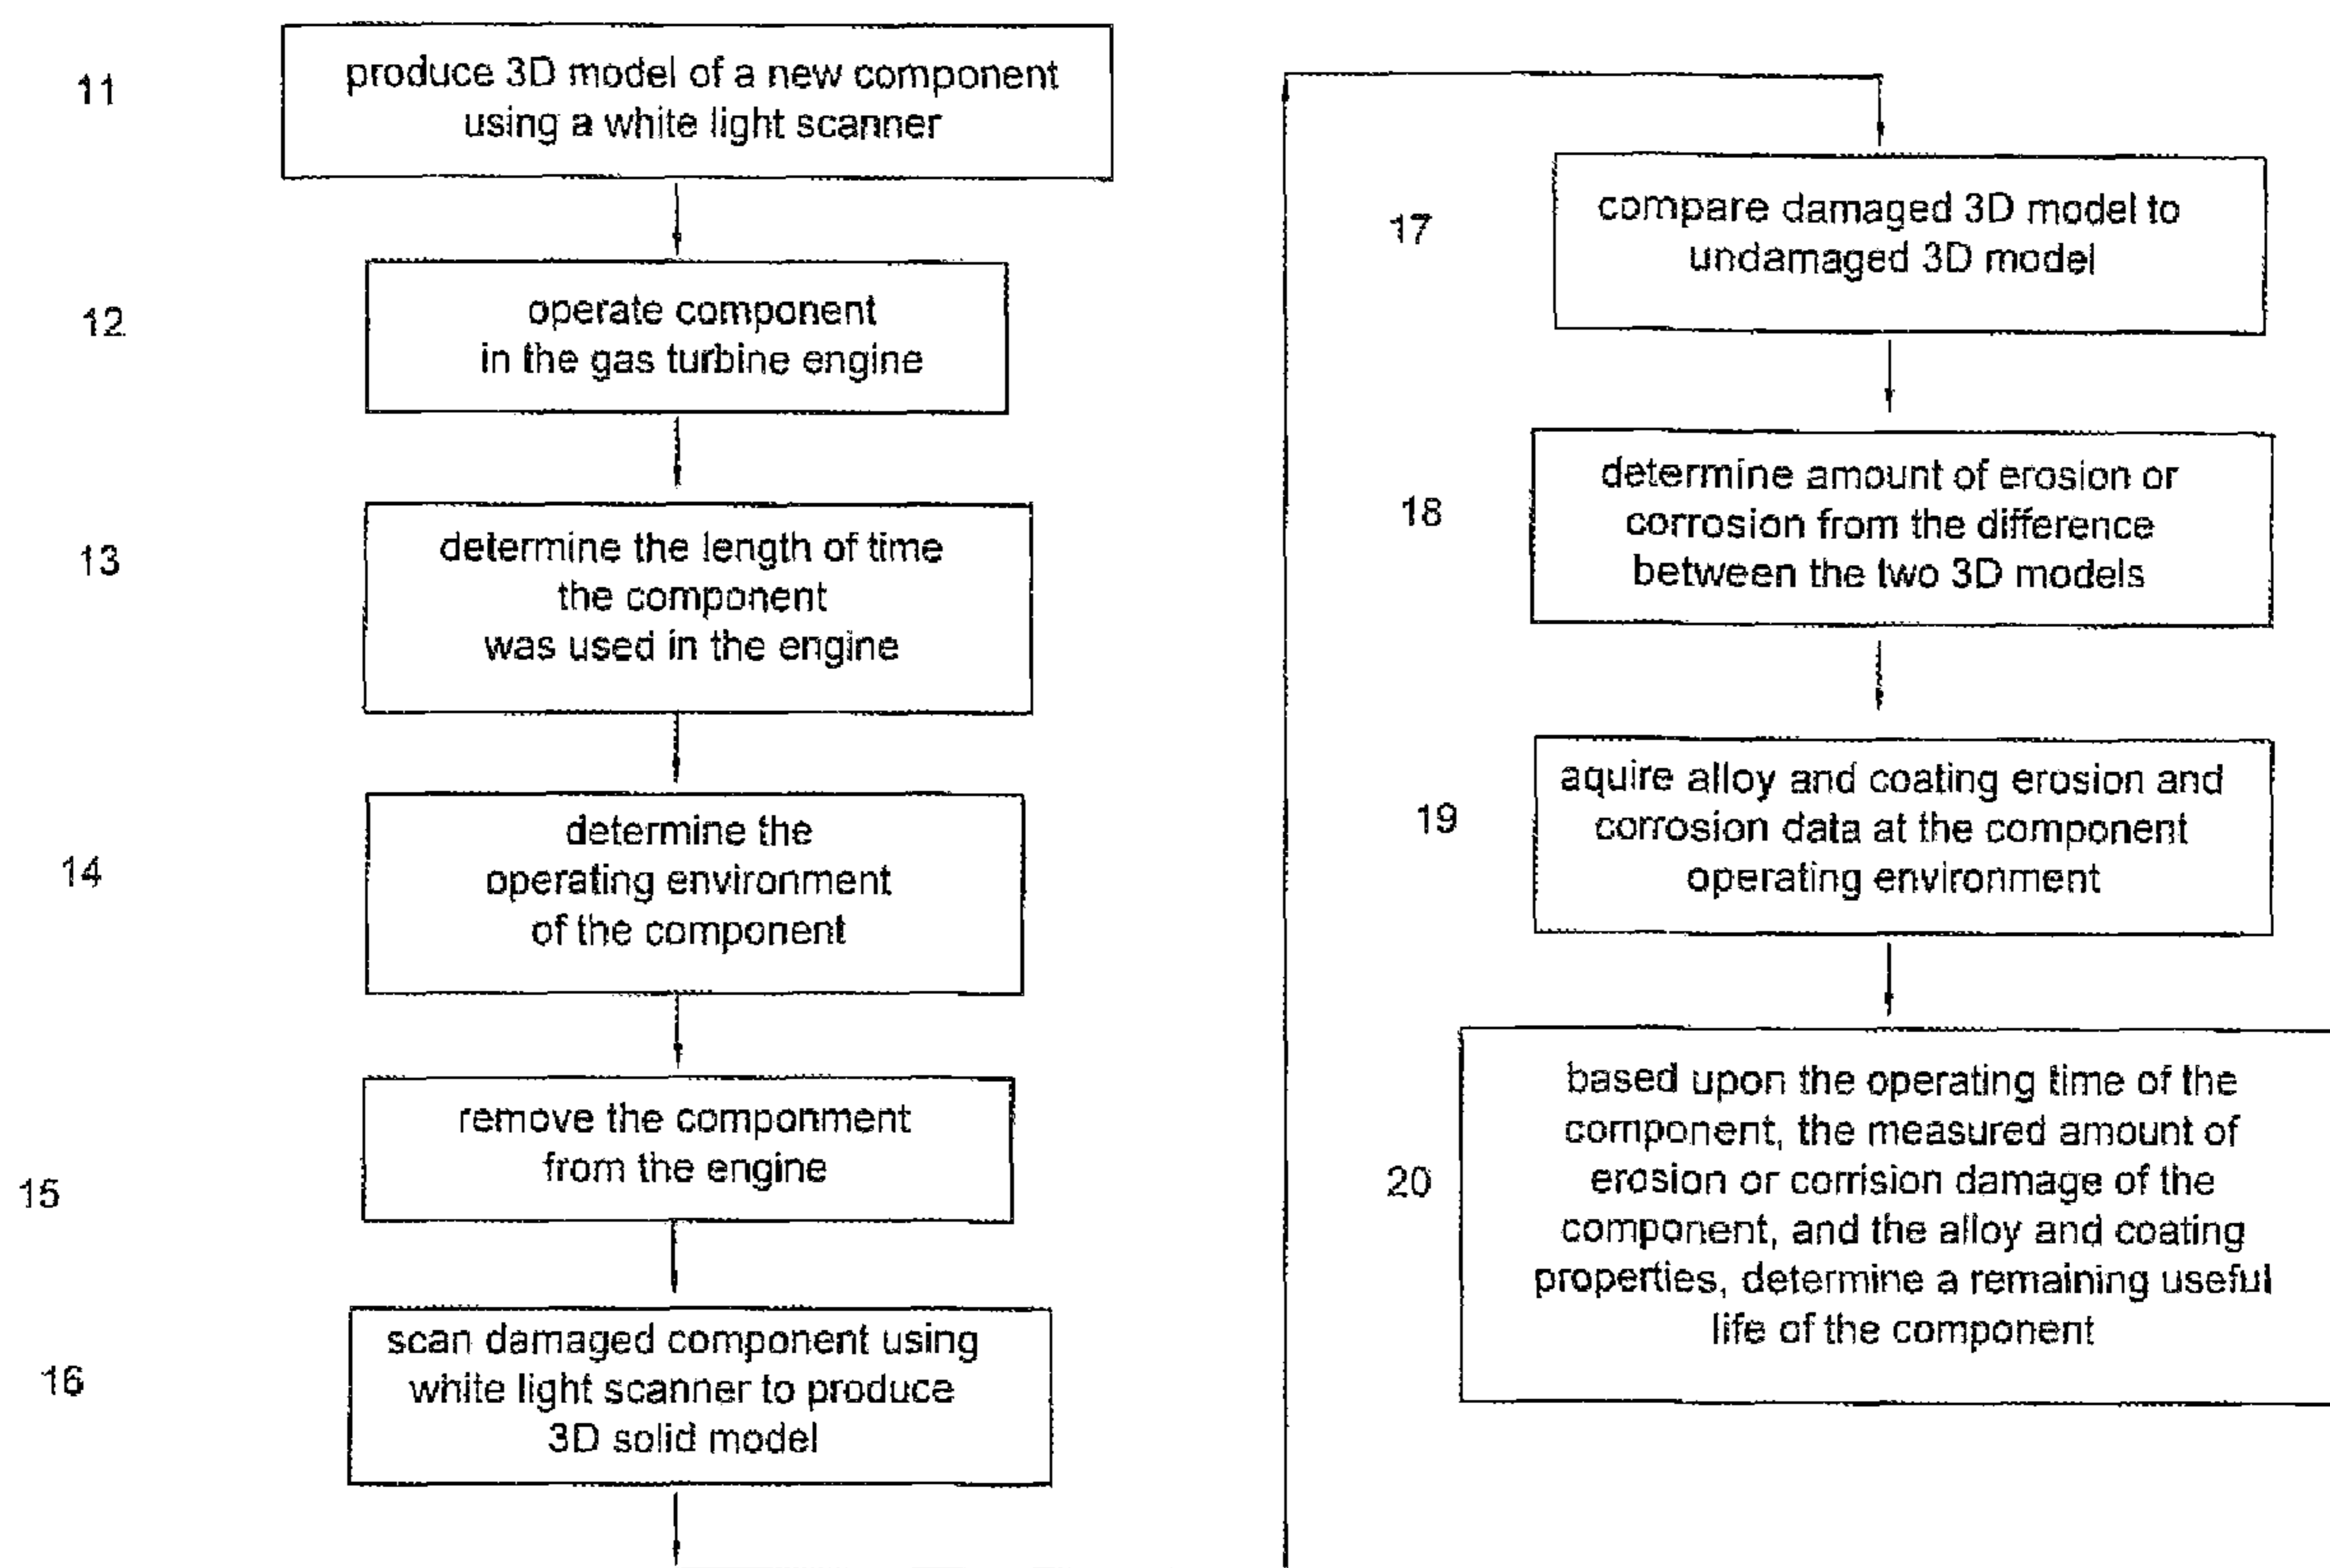 11
produce 3D model of a new component
using a white light scanner
12
operate component
in the gas turbine engine
13
determine the length of time
the component
was used in the engine
14
determine the
operating environment
of the component
15
remove the componment
from the engine
16
scan damaged component using
white light scanner to produce
3D solid model
17
compare damaged 3D model to
undamaged 3D model
18
determine amount of erosion or
corrosion from the difference
between the two 3D models
19
aquire alloy and coating erosion and
corrosion data at the component
operating environment
20
based upon the operating time of the
component, the measured amount of
erosion or corrision damage of the
component, and the alloy and coating
properties, determine a remaining useful
life of the component